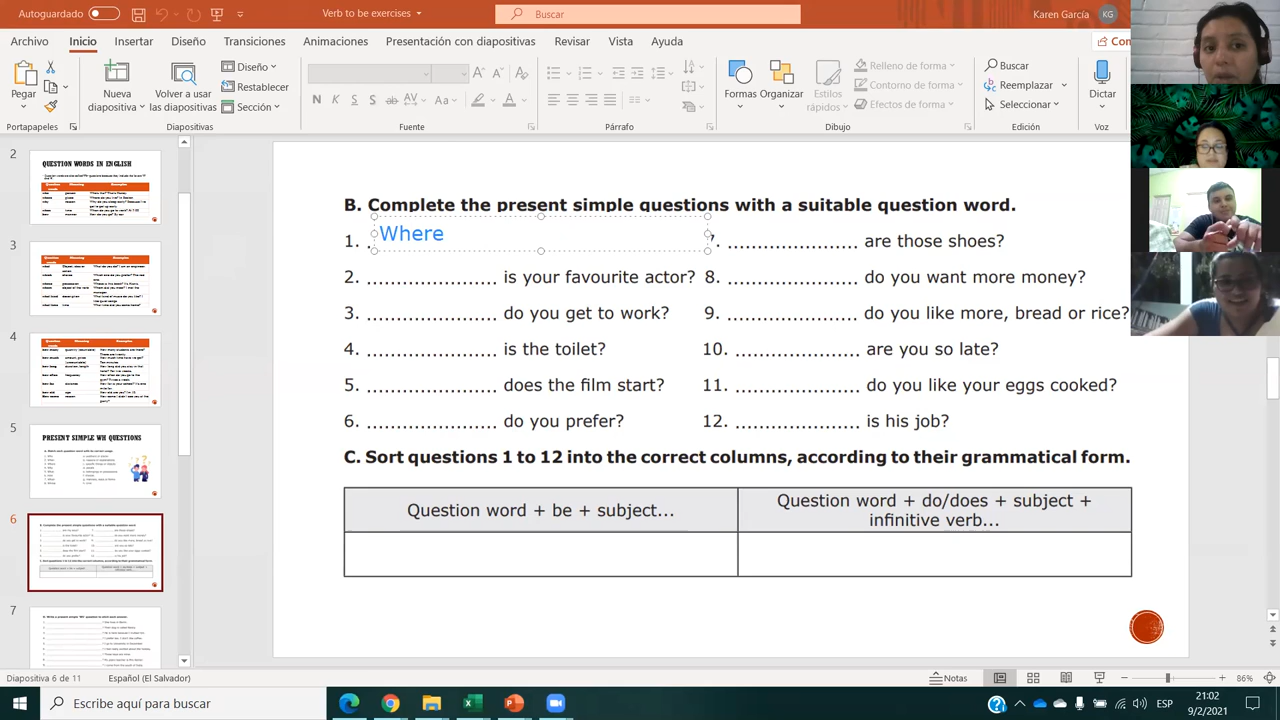 Autoguardado
Verb to be exercises
Buscar
Karen García
KG
Archivo Inicio Insertar Diseño Transiciones Animaciones Presentación con diapositivas Revisar Vista Ayuda
Pegar
Nueva diapositiva
Volver a usar las diapositivas
Diseño
Restablecer
Sección
Formas
Organizar
Estilos rápidos
Relleno de forma
Contorno de forma
Efectos de forma
Buscar
Reemplazar
Seleccionar
Dictar
Portapapeles Diapositivas Fuente Párrafo Dibujo Edición Voz
2
QUESTION WORDS IN ENGLISH
3
4
5
PRESENT SIMPLE WH QUESTIONS
6
7
B. Complete the present simple questions with a suitable question word.
1. Where
2. ...................... is your favourite actor?
3. ...................... do you get to work?
4. ...................... is the toilet?
5. ...................... does the film start?
6. ...................... do you prefer?
7. ...................... are those shoes?
8. ...................... do you want more money?
9. ...................... do you like more, bread or rice?
10. ..................... are you so late?
11. ..................... do you like your eggs cooked?
12. ..................... is his job?
C. Sort questions 1 to 12 into the correct columns, according to their grammatical form.
Question word + be + subject...
Question word + do/does + subject +
infinitive verb...
Diapositiva 6 de 11
Español (El Salvador)
Notas
86%
Escribe aquí para buscar
ESP
21:02
9/2/2021